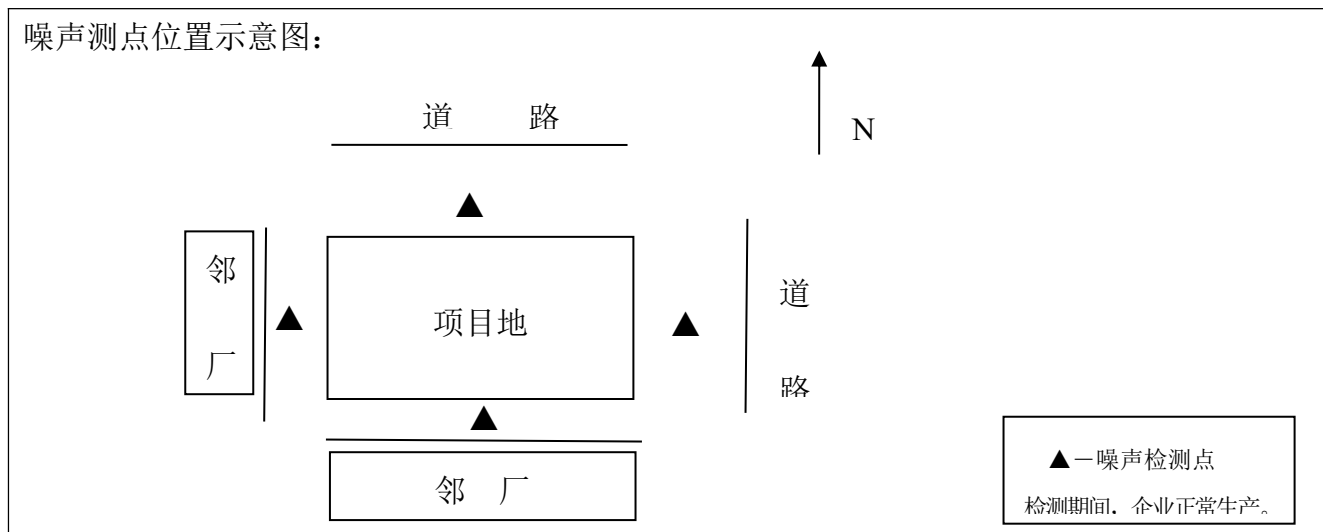 噪声测点位置示意图：
道 路
N
邻
厂
项目地
道
路
邻 厂
▲－噪声检测点
检测期间，企业正常生产。